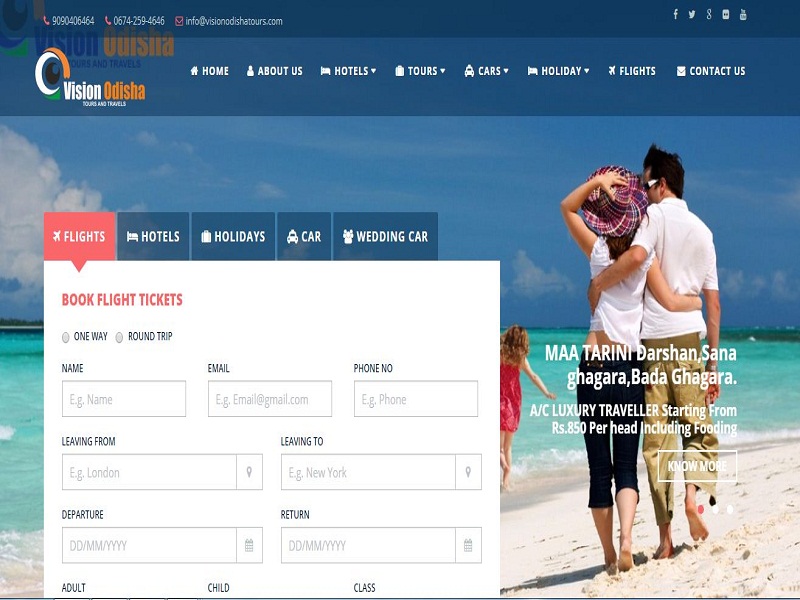 9090406464 0674-259-4646 info@visionodishatours.com
Vision Odisha
TOURS AND TRAVELS
Vision Odisha
TOURS AND TRAVELS
HOME ABOUT US HOTELS TOURS CARS HOLIDAY FLIGHTS CONTACT US
FLIGHTS HOTELS HOLIDAYS CAR WEDDING CAR
BOOK FLIGHT TICKETS
ONE WAY ROUND TRIP
NAME EMAIL PHONE NO
E.g. Name E.g. Email@gmail.com E.g. Phone
LEAVING FROM LEAVING TO
E.g. London E.g. New York
DEPARTURE RETURN
DD/MM/YYYY DD/MM/YYYY
ADULT CHILD CLASS
MAA TARINI Darshan,Sana
ghagara,Bada Ghagara.
A/C LUXURY TRAVELLER Starting From
Rs.850 Per head Including Fooding
KNOW MORE